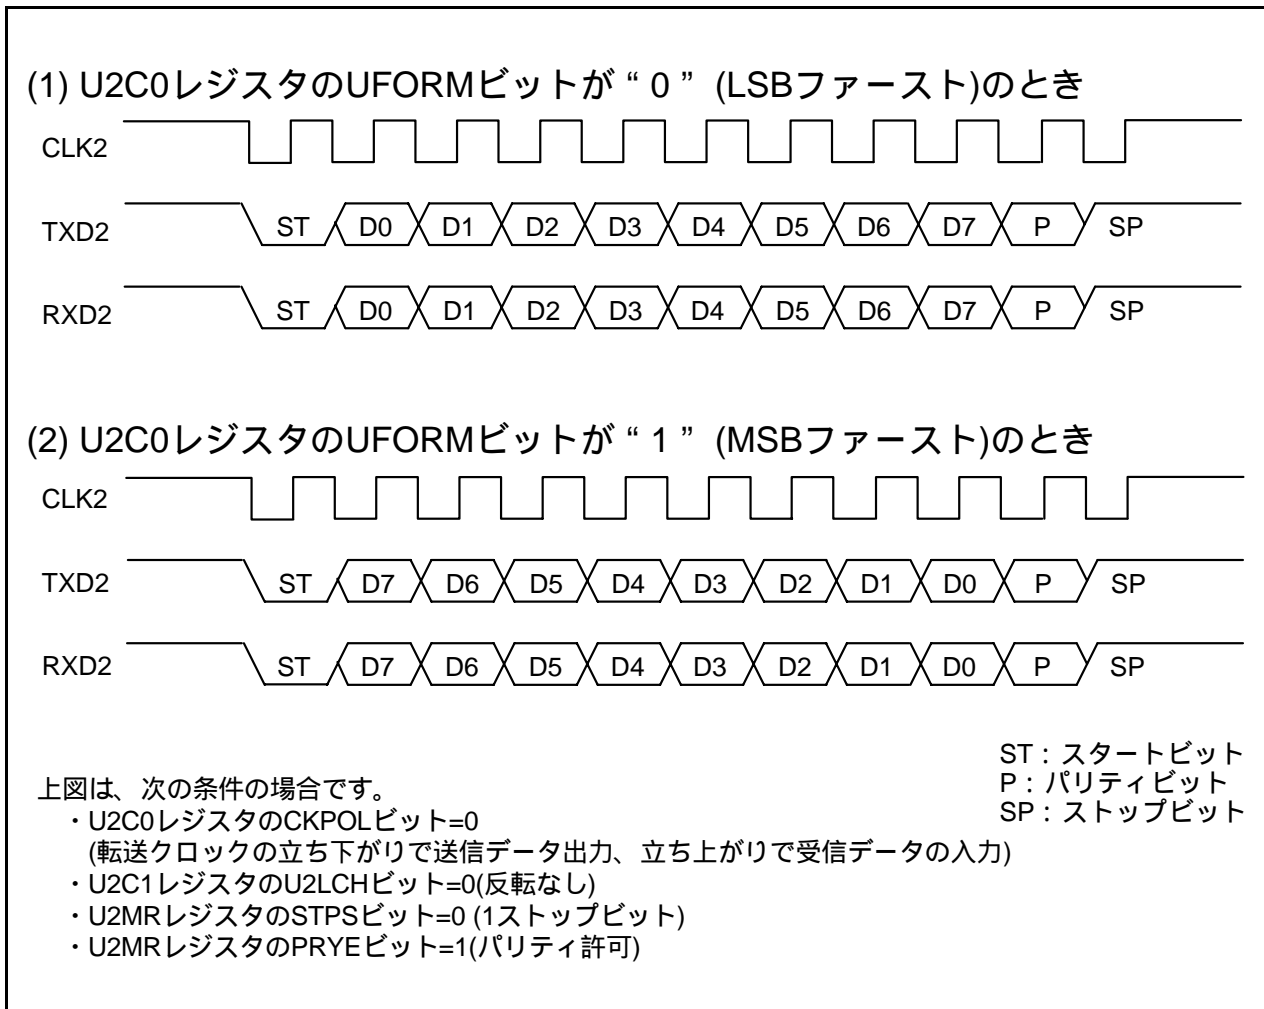 (1) U2C0レジスタのUFORMビットが“0”(LSBファースト)のとき
CLK2
TXD2 ST D0 D1 D2 D3 D4 D5 D6 D7 P SP
RXD2 ST D0 D1 D2 D3 D4 D5 D6 D7 P SP
(2) U2C0レジスタのUFORMビットが“1”(MSBファースト)のとき
CLK2
TXD2 ST D7 D6 D5 D4 D3 D2 D1 D0 P SP
RXD2 ST D7 D6 D5 D4 D3 D2 D1 D0 P SP
ST:スタートビット
P:パリティビット
SP:ストップビット
上図は、次の条件の場合です。
・U2C0レジスタのCKPOLビット=0
(転送クロックの立ち下がりで送信データ出力、立ち上がりで受信データの入力)
・U2C1レジスタのU2LCHビット=0(反転なし)
・U2MRレジスタのSTPSビット=0 (1ストップビット)
・U2MRレジスタのPRYEビット=1(パリティ許可)